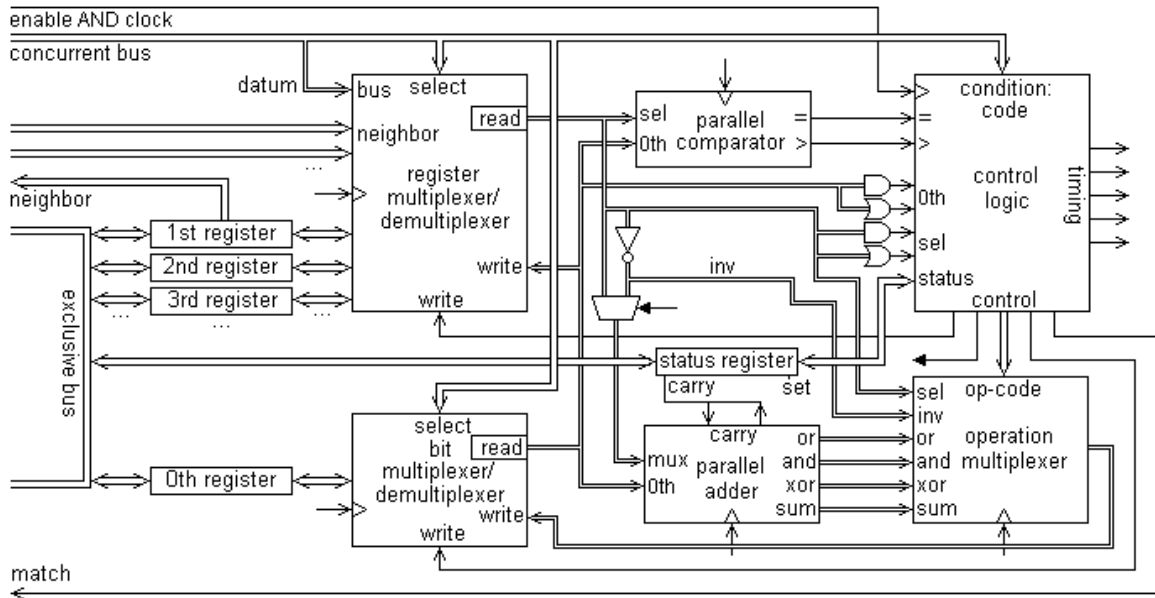 enable AND clock
concurrent bus
datum
bus
select
read
neighbor
...
register
multiplexer/
demultiplexer
neighbor
1st register
2nd register
3rd register
...
...
...
write
write
exclusive bus
sel
0th
parallel
comparator
=
>
condition:
code
=
>
control
logic
timing
0th
sel
status
control
inv
status register
carry
set
select
bit
read
multiplexer/
demultiplexer
write
write
0th register
carry
mux
0th
parallel
adder
or
and
xor
sum
op-code
sel
inv
or
and
xor
sum
operation
multiplexer
match